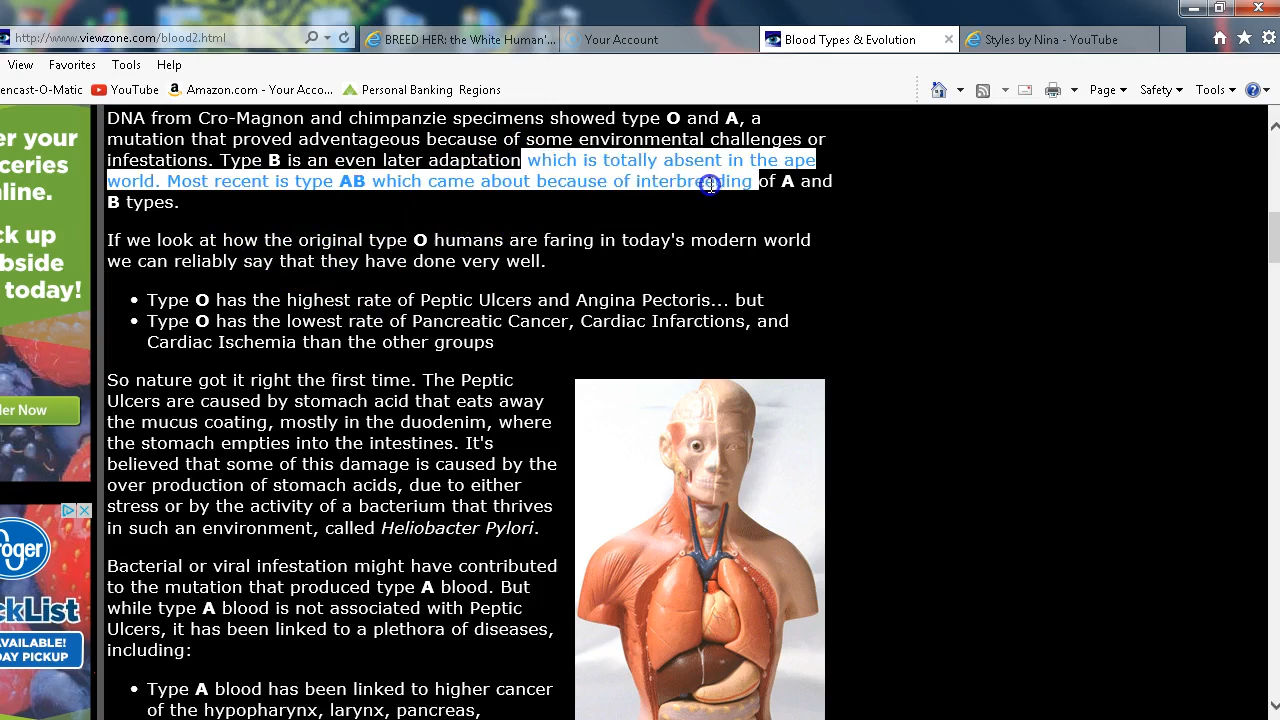 http://www.viewzone.com/blood2.html
BREED HER: the White Human'...
Your Account
Blood Types & Evolution
Styles by Nina - YouTube
View Favorites Tools Help
encast-O-Matic YouTube Amazon.com - Your Acco... Personal Banking Regions
Page Safety Tools
DNA from Cro-Magnon and chimpanzie specimens showed type O and A, a
mutation that proved advantageous because of some environmental challenges or
infestations. Type B is an even later adaptation which is totally absent in the ape
world. Most recent is type AB which came about because of interbreeding of A and
B types.
If we look at how the original type O humans are faring in today's modern world
we can reliably say that they have done very well.
• Type O has the highest rate of Peptic Ulcers and Angina Pectoris... but
• Type O has the lowest rate of Pancreatic Cancer, Cardiac Infarctions, and
Cardiac Ischemia than the other groups
So nature got it right the first time. The Peptic
Ulcers are caused by stomach acid that eats away
the mucus coating, mostly in the duodenim, where
the stomach empties into the intestines. It's
believed that some of this damage is caused by the
over production of stomach acids, due to either
stress or by the activity of a bacterium that thrives
in such an environment, called Heliobacter Pylori.
Bacterial or viral infestation might have contributed
to the mutation that produced type A blood. But
while type A blood is not associated with Peptic
Ulcers, it has been linked to a plethora of diseases,
including:
• Type A blood has been linked to higher cancer
of the hypopharynx, larynx, pancreas,
er your
ceries
nline.
ck up
bside
today!
der Now
oger
ckList
AVAILABLE!
DAY PICKUP